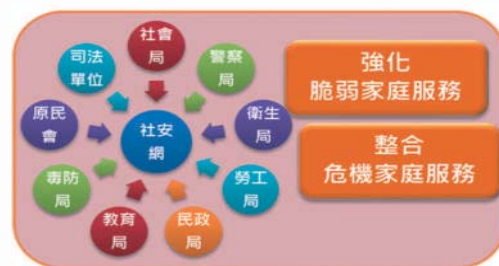 社會
局
警察
局
衛生
局
勞工
局
民政
局
教育
局
毒防
局
原民
會
司法
單位
社安
網
強化
脆弱家庭服務
整合
危機家庭服務